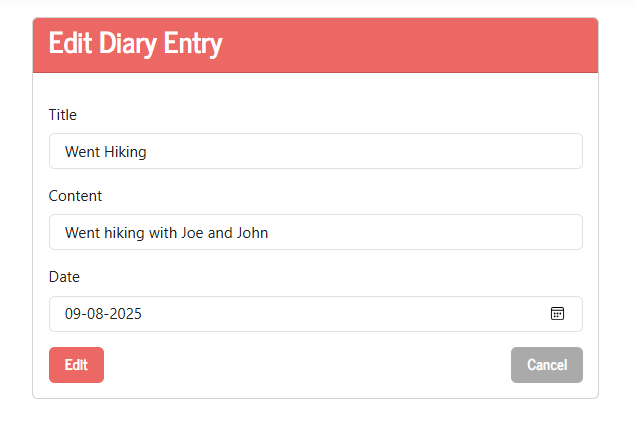 Edit Diary Entry
Title
Went Hiking
Content
Went hiking with Joe and John
Date
09-08-2025
Edit Cancel